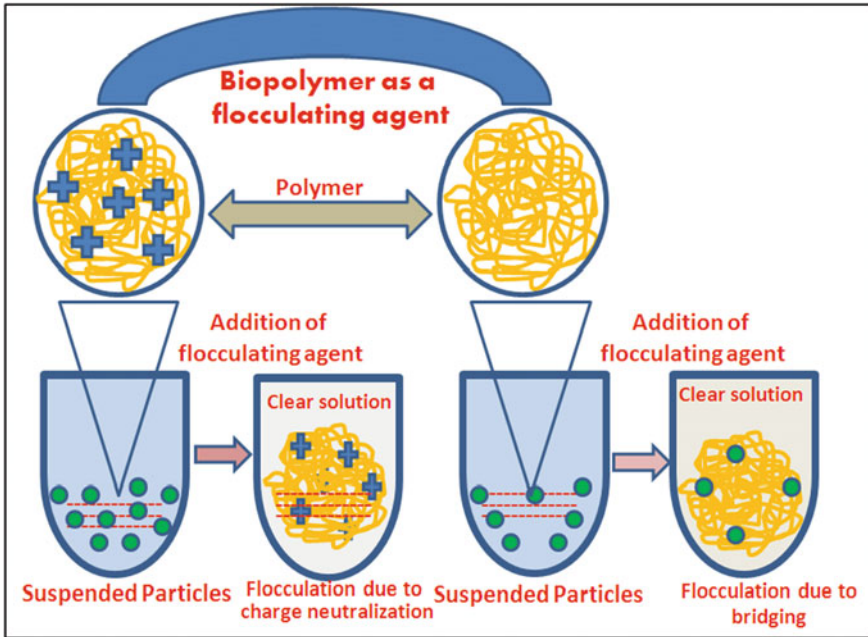 Biopolymer as a
flocculating agent
Polymer
Addition of
flocculating agent
Clear solution
Suspended Particles
Flocculation due to
charge neutralization
Addition of
flocculating agent
Clear solution
Suspended Particles
Flocculation due to
bridging